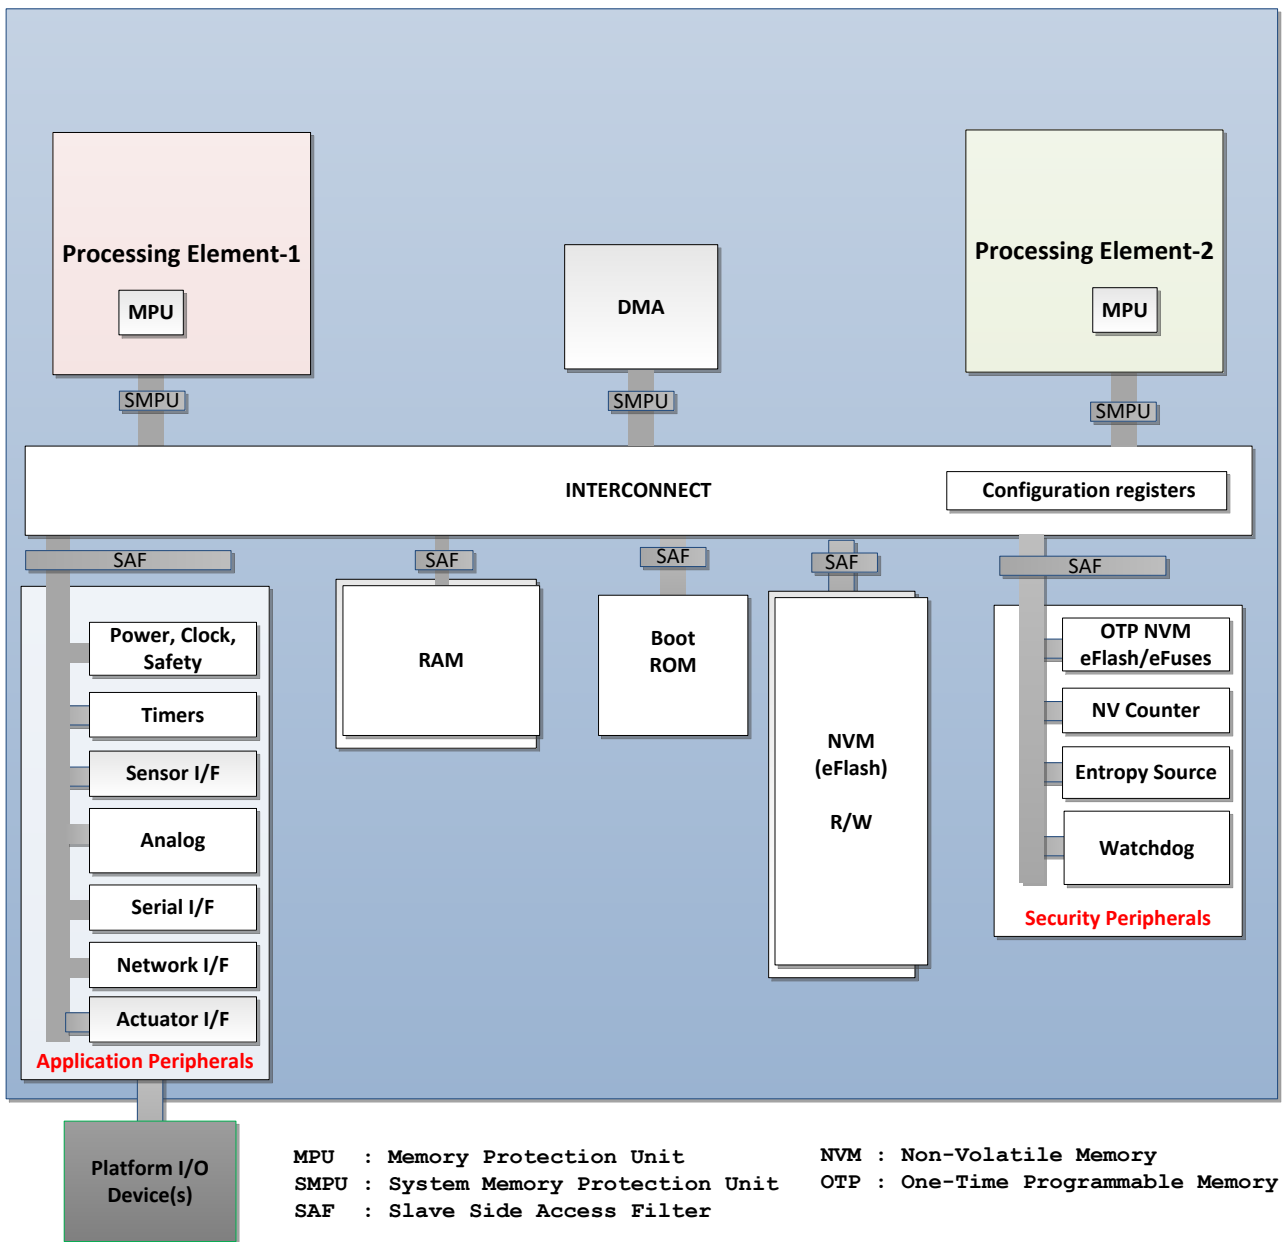 Processing Element-1
MPU
DMA
Processing Element-2
MPU
SMPU
SMPU
SMPU
INTERCONNECT
Configuration registers
SAF
SAF
SAF
SAF
SAF
Power, Clock,
Safety
Timers
Sensor I/F
Analog
Serial I/F
Network I/F
Actuator I/F
Application Peripherals
RAM
Boot
ROM
NVM
(eFlash)
R/W
OTP NVM
eFlash/eFuses
NV Counter
Entropy Source
Watchdog
Security Peripherals
Platform I/O
Device(s)
MPU : Memory Protection Unit
SMPU : System Memory Protection Unit
SAF : Slave Side Access Filter
NVM : Non-Volatile Memory
OTP : One-Time Programmable Memory